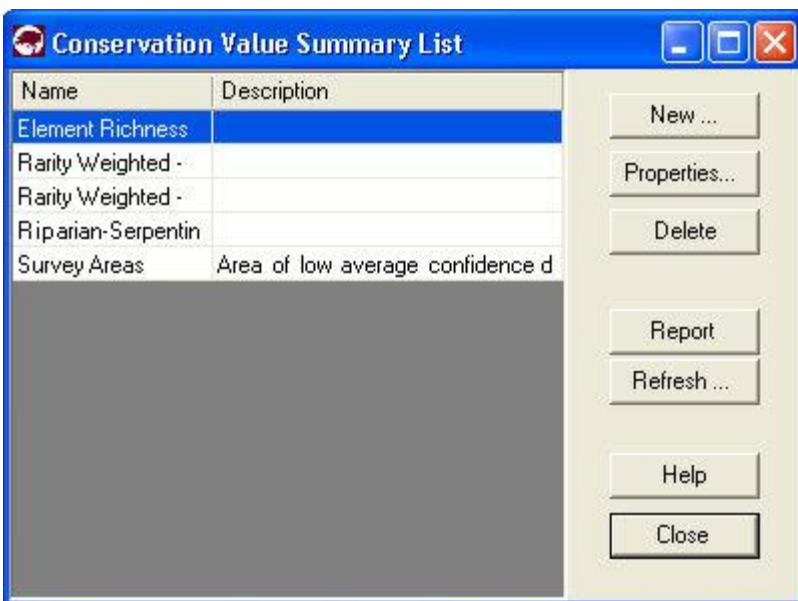 Conservation Value Summary List
Name Description
Element Richness
Rarity Weighted -
Rarity Weighted -
Riparian-Serpentin
Survey Areas Area of low average confidence d
New ...
Properties...
Delete
Report
Refresh ...
Help
Close